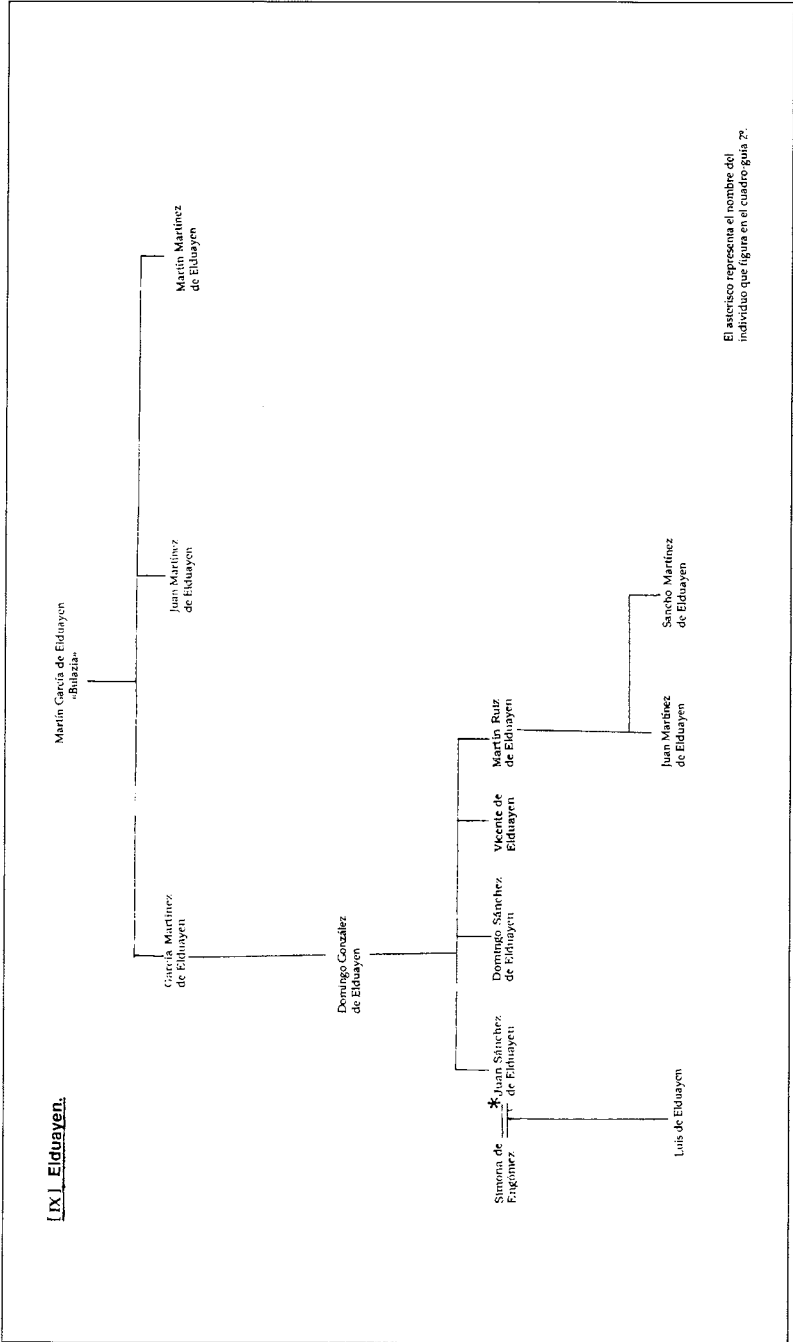 [IX] Elduayen.
Martín García de Elduayen
«Bulazia»
García Martínez
de Elduayen
Juan Martínez
de Elduayen
Martín Martínez
de Elduayen
Domingo González
de Elduayen
Simona de
Engómez
*Juan Sánchez
de Elduayen
Domingo Sánchez
de Elduayen
Vicente de
Elduayen
Martín Ruiz
de Elduayen
Luis de Elduayen
Juan Martínez
de Elduayen
Sancho Martínez
de Elduayen
El asterisco representa el nombre del
individuo que figura en el cuadro-guía 2º.